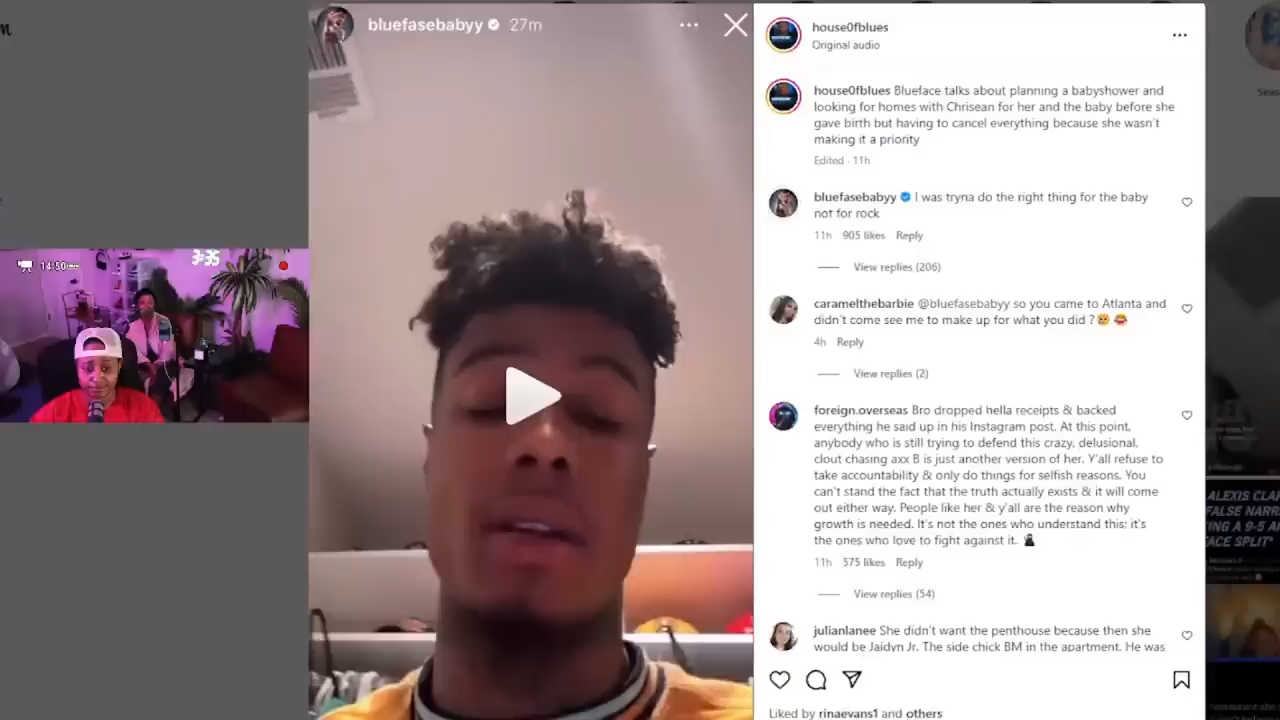 bluefasebabyy 27m
14:50
3:35
house0fblues
Original audio
house0fblues Blueface talks about planning a babyshower and
looking for homes with Chrisean for her and the baby before she
gave birth but having to cancel everything because she wasn't
making it a priority
Edited · 11h
bluefasebabyy I was tryna do the right thing for the baby
not for rock
11h 905 likes Reply
View replies (206)
caramelthebarbie @bluefasebabyy so you came to Atlanta and
didn't come see me to make up for what you did ?
4h Reply
View replies (2)
foreign.overseas Bro dropped hella receipts & backed
everything he said up in his Instagram post. At this point,
anybody who is still trying to defend this crazy, delusional,
clout chasing axx B is just another version of her. Y'all refuse to
take accountability & only do things for selfish reasons. You
can't stand the fact that the truth actually exists & it will come
out either way. People like her & y'all are the reason why
growth is needed. It's not the ones who understand this; it's
the ones who love to fight against it.
11h 575 likes Reply
View replies (54)
julianlanee She didn't want the penthouse because then she
would be Jaidyn Jr. The side chick BM in the apartment. He was
Liked by rinaevans1 and others
ALEXIS
FALSE
9-5
SPLIT"